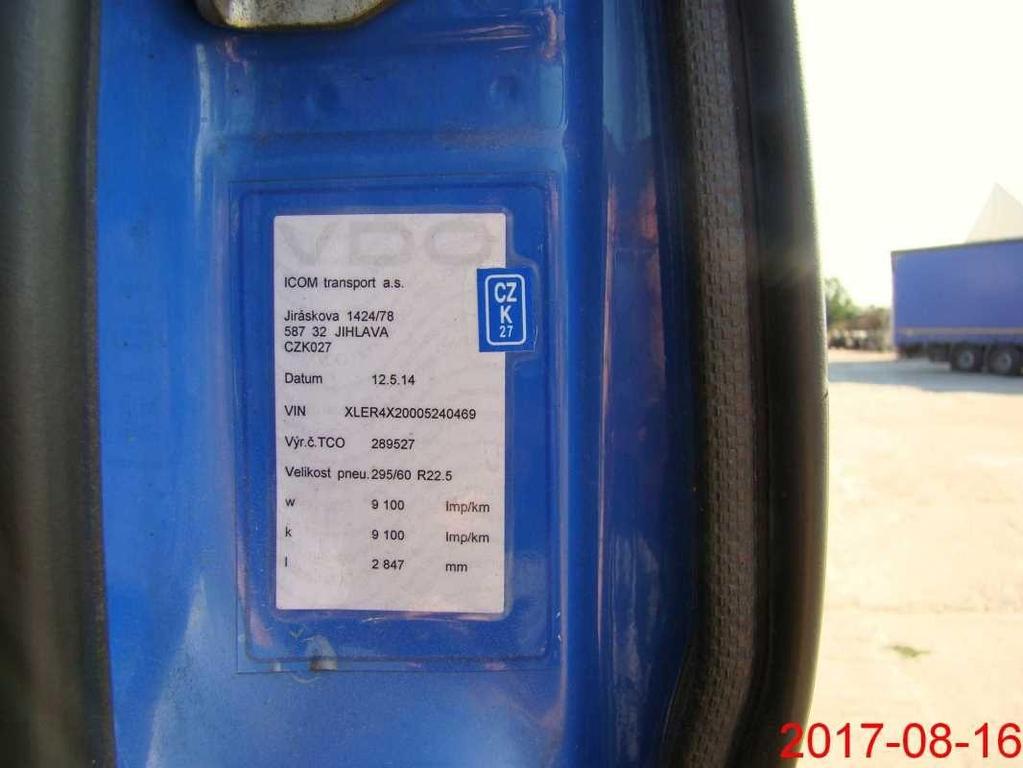 VDO
ICOM transport a.s.
Jiráskova 1424/78
587 32 JIHLAVA
CZK027
CZ
K
27
Datum 12.5.14
VIN XLER4X20005240469
Výr.č.TCO 289527
Velikost pneu. 295/60 R22.5
w 9 100 Imp/km
k 9 100 Imp/km
l 2 847 mm
2017-08-16